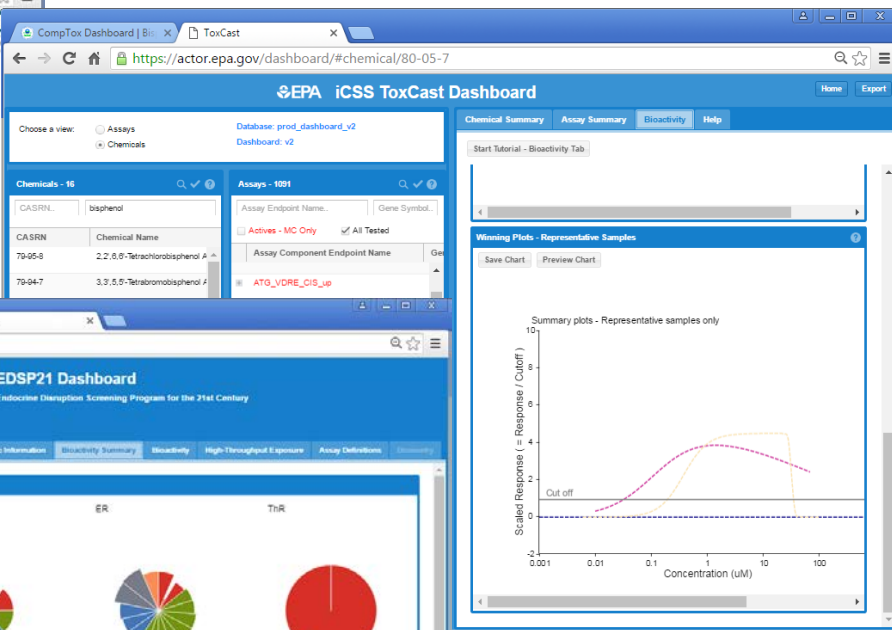 CompTox Dashboard | Bis
ToxCast
https://actor.epa.gov/dashboard/#chemical/80-05-7
EPA iCSS ToxCast Dashboard
Home
Export
Choose a view:
Assays
Chemicals
Database: prod_dashboard_v2
Dashboard: v2
Chemical Summary
Assay Summary
Bioactivity
Help
Start Tutorial - Bioactivity Tab
Chemicals - 16
CASRN..
bisphenol
CASRN
Chemical Name
79-95-8
2,2',6,6'-Tetrachlorobisphenol A
79-94-7
3,3',5,5'-Tetrabromobisphenol A
Assays - 1091
Assay Endpoint Name..
Gene Symbol..
Actives - MC Only
All Tested
Assay Component Endpoint Name
Ge
ATG_VDRE_CIS_up
Winning Plots - Representative Samples
Save Chart
Preview Chart
Summary plots - Representative samples only
Scaled Response ( = Response / Cutoff )
10
8
6
4
2
0
-2
Cut off
0.001
0.01
0.1
1
10
100
Concentration (uM)
EDSP21 Dashboard
Endocrine Disruption Screening Program for the 21st Century
Information
Bioactivity Summary
Bioactivity
High-Throughput Exposure
Assay Definitions
ER
ThR